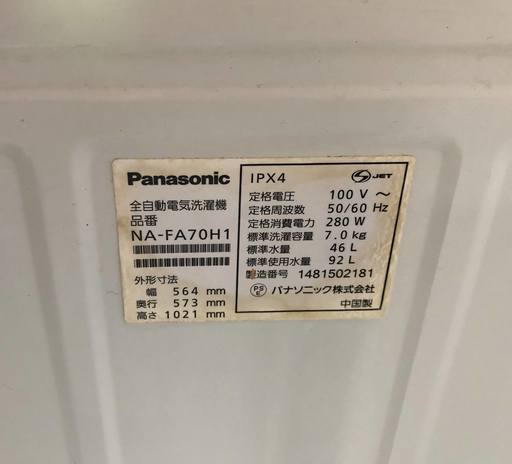 Panasonic
全自動電気洗濯機
品番
NA-FA70H1
外形寸法
幅 564 mm
奥行 573 mm
高さ 1021 mm
IPX4
S JET
定格電圧 100 V ～
定格周波数 50/60 Hz
定格消費電力 280 W
標準洗濯容量 7.0 kg
標準水量 46 L
標準使用水量 92 L
製造番号 1481502181
PS E パナソニック株式会社
中国製